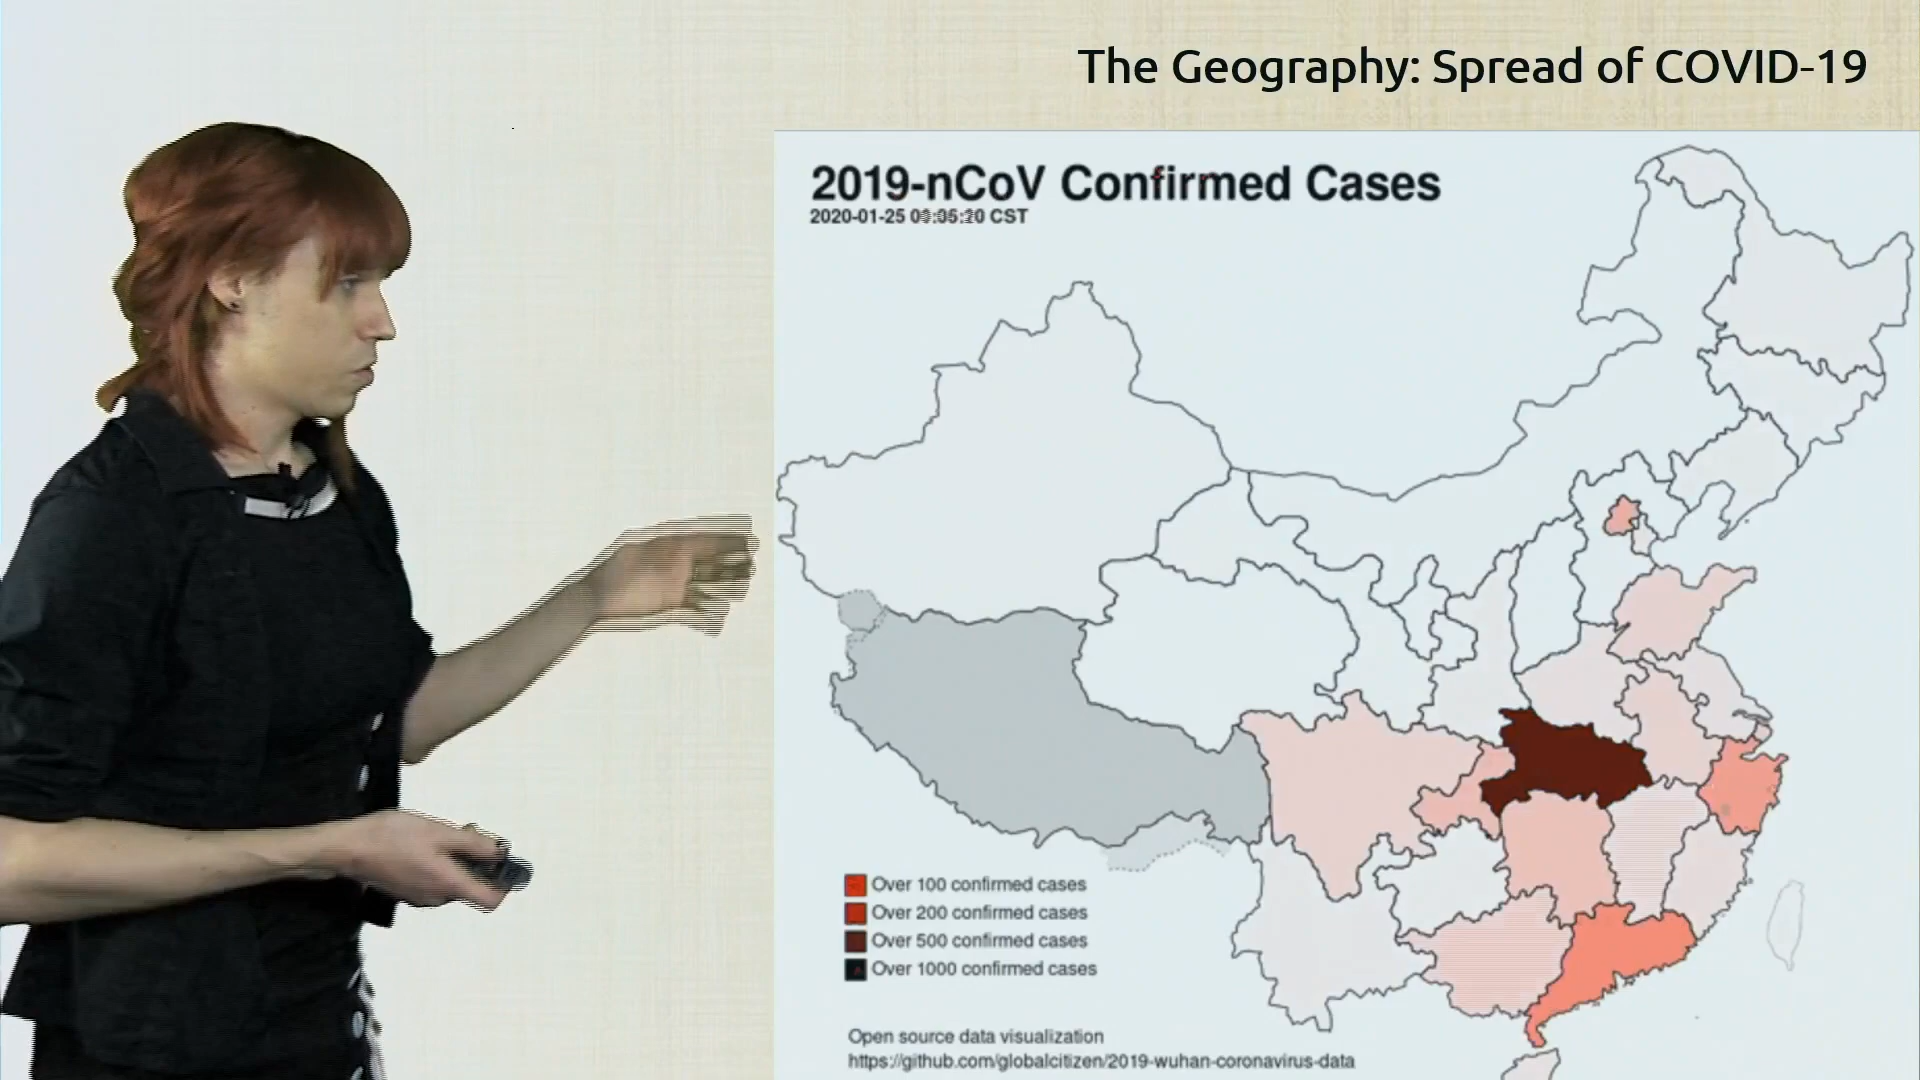 The Geography: Spread of COVID-19
2019-nCoV Confirmed Cases
2020-01-25 CST
Over 100 confirmed cases
Over 200 confirmed cases
Over 500 confirmed cases
Over 1000 confirmed cases
Open source data visualization
https://github.com/globalcitizen/2019-wuhan-coronavirus-data